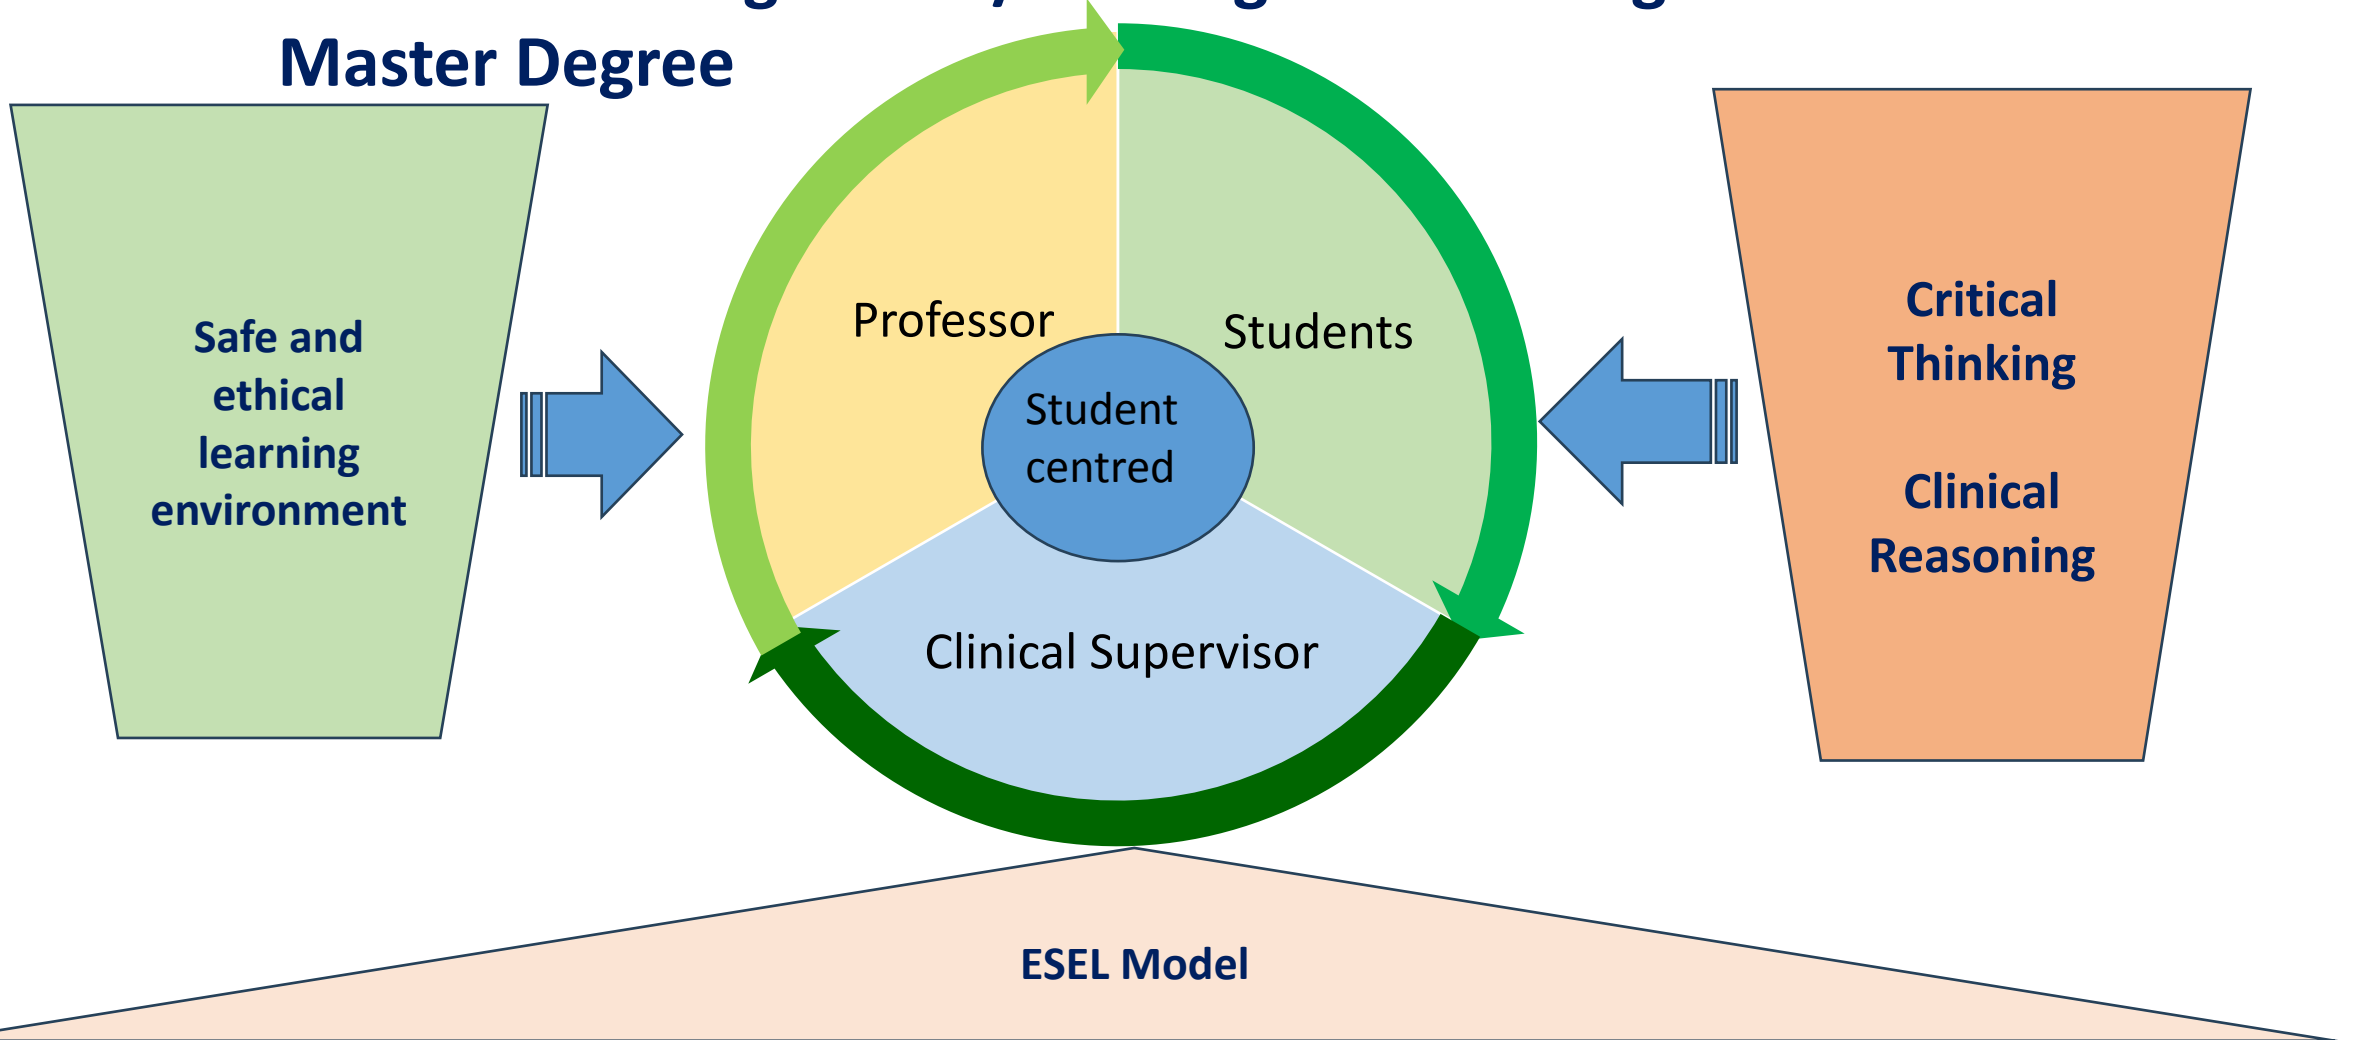 Master Degree
Safe and
ethical
learning
environment
Professor
Students
Student
centred
Clinical Supervisor
Critical
Thinking
Clinical
Reasoning
ESEL Model